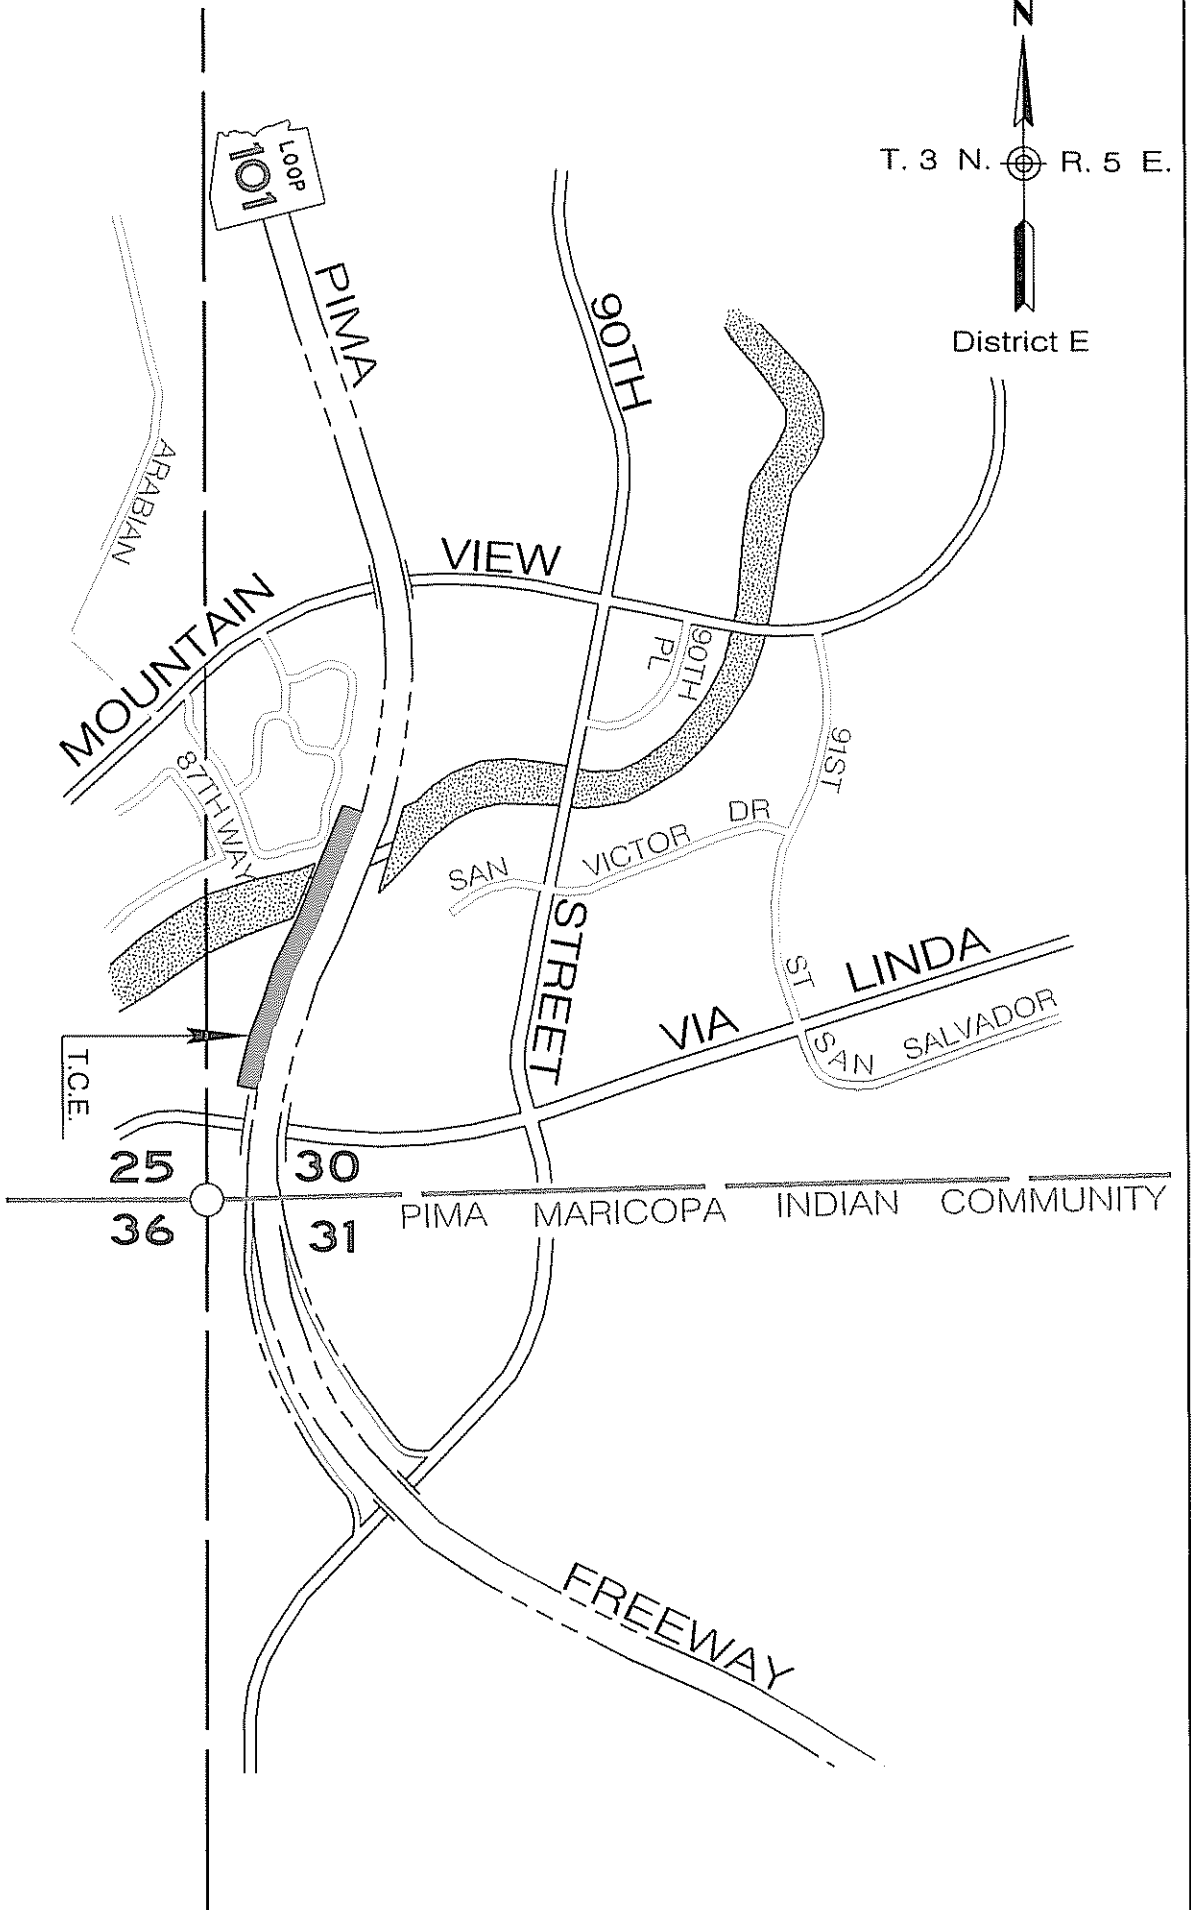 N
T. 3 N. R. 5 E.
District E
LOOP
101
PIMA
90TH
ARABIAN
VIEW
MOUNTAIN
90TH
PL
87TH WAY
91ST
SAN VICTOR DR
STREET
ST
VIA LINDA
SAN SALVADOR
T.C.E.
25 30
36 31
PIMA MARICOPA INDIAN COMMUNITY
FREEWAY